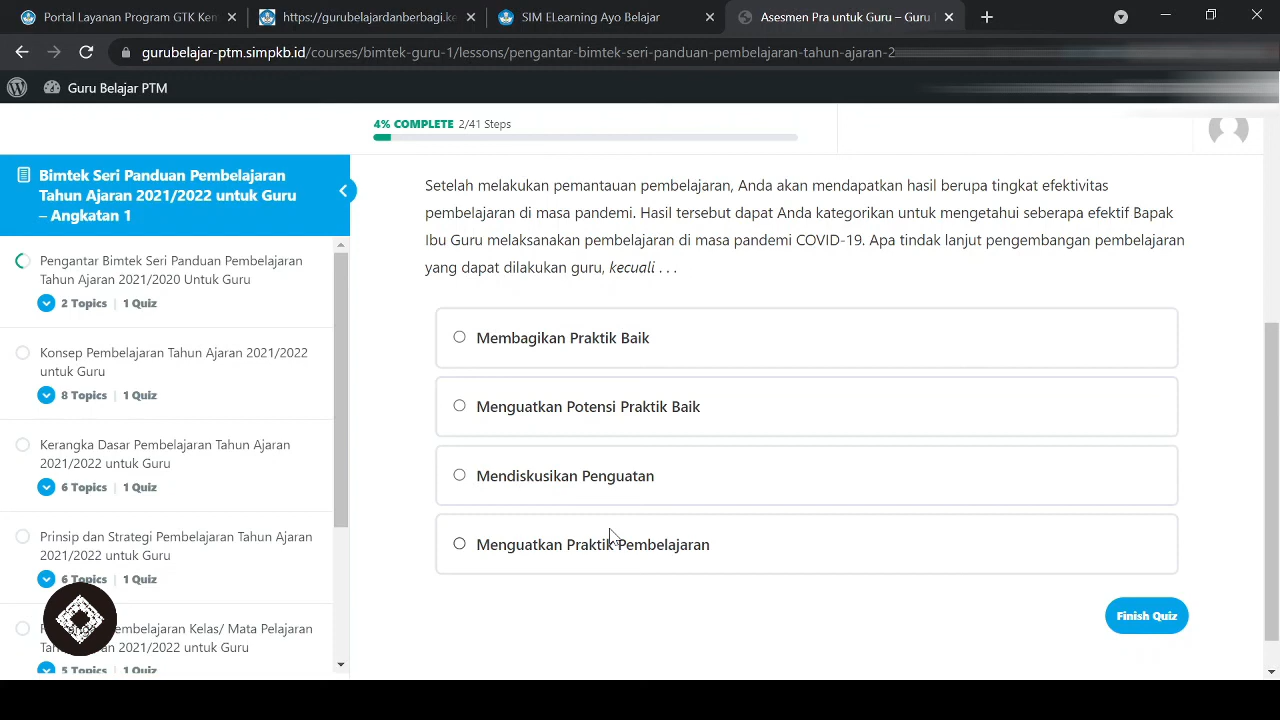 Portal Layanan Program GTK Ken
https://gurubelajardanberbagi.ke
SIM ELearning Ayo Belajar
Asesmen Pra untuk Guru – Guru
gurubelajar-ptm.simpkb.id/courses/bimtek-guru-1/lessons/pengantar-bimtek-seri-panduan-pembelajaran-tahun-ajaran-2
Guru Belajar PTM
4% COMPLETE 2/41 Steps
Bimtek Seri Panduan Pembelajaran
Tahun Ajaran 2021/2022 untuk Guru
– Angkatan 1
Pengantar Bimtek Seri Panduan Pembelajaran
Tahun Ajaran 2021/2020 Untuk Guru
2 Topics | 1 Quiz
Konsep Pembelajaran Tahun Ajaran 2021/2022
untuk Guru
8 Topics | 1 Quiz
Kerangka Dasar Pembelajaran Tahun Ajaran
2021/2022 untuk Guru
6 Topics | 1 Quiz
Prinsip dan Strategi Pembelajaran Tahun Ajaran
2021/2022 untuk Guru
6 Topics | 1 Quiz
Pembelajaran Kelas/ Mata Pelajaran
2021/2022 untuk Guru
5 Topics | 1 Quiz
Setelah melakukan pemantauan pembelajaran, Anda akan mendapatkan hasil berupa tingkat efektivitas
pembelajaran di masa pandemi. Hasil tersebut dapat Anda kategorikan untuk mengetahui seberapa efektif Bapak
Ibu Guru melaksanakan pembelajaran di masa pandemi COVID-19. Apa tindak lanjut pengembangan pembelajaran
yang dapat dilakukan guru, kecuali . . .
Membagikan Praktik Baik
Menguatkan Potensi Praktik Baik
Mendiskusikan Penguatan
Menguatkan Praktik Pembelajaran
Finish Quiz